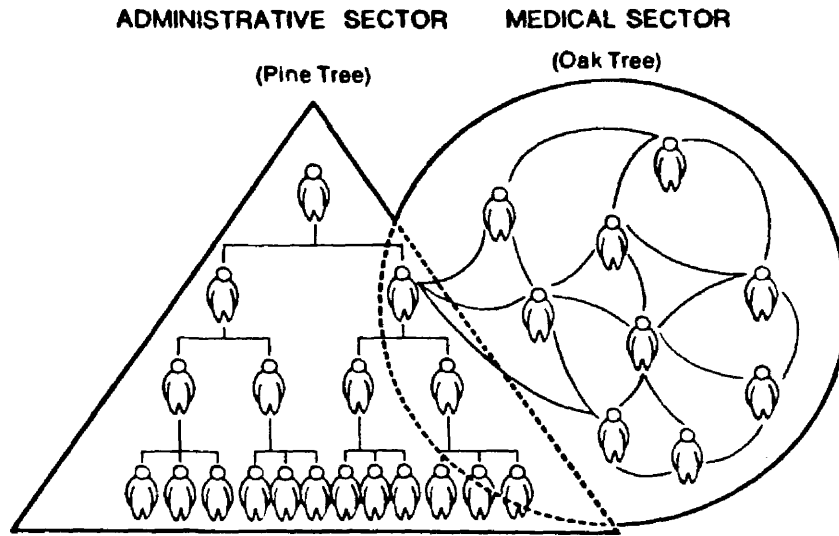 ADMINISTRATIVE SECTOR
(Pine Tree)
MEDICAL SECTOR
(Oak Tree)